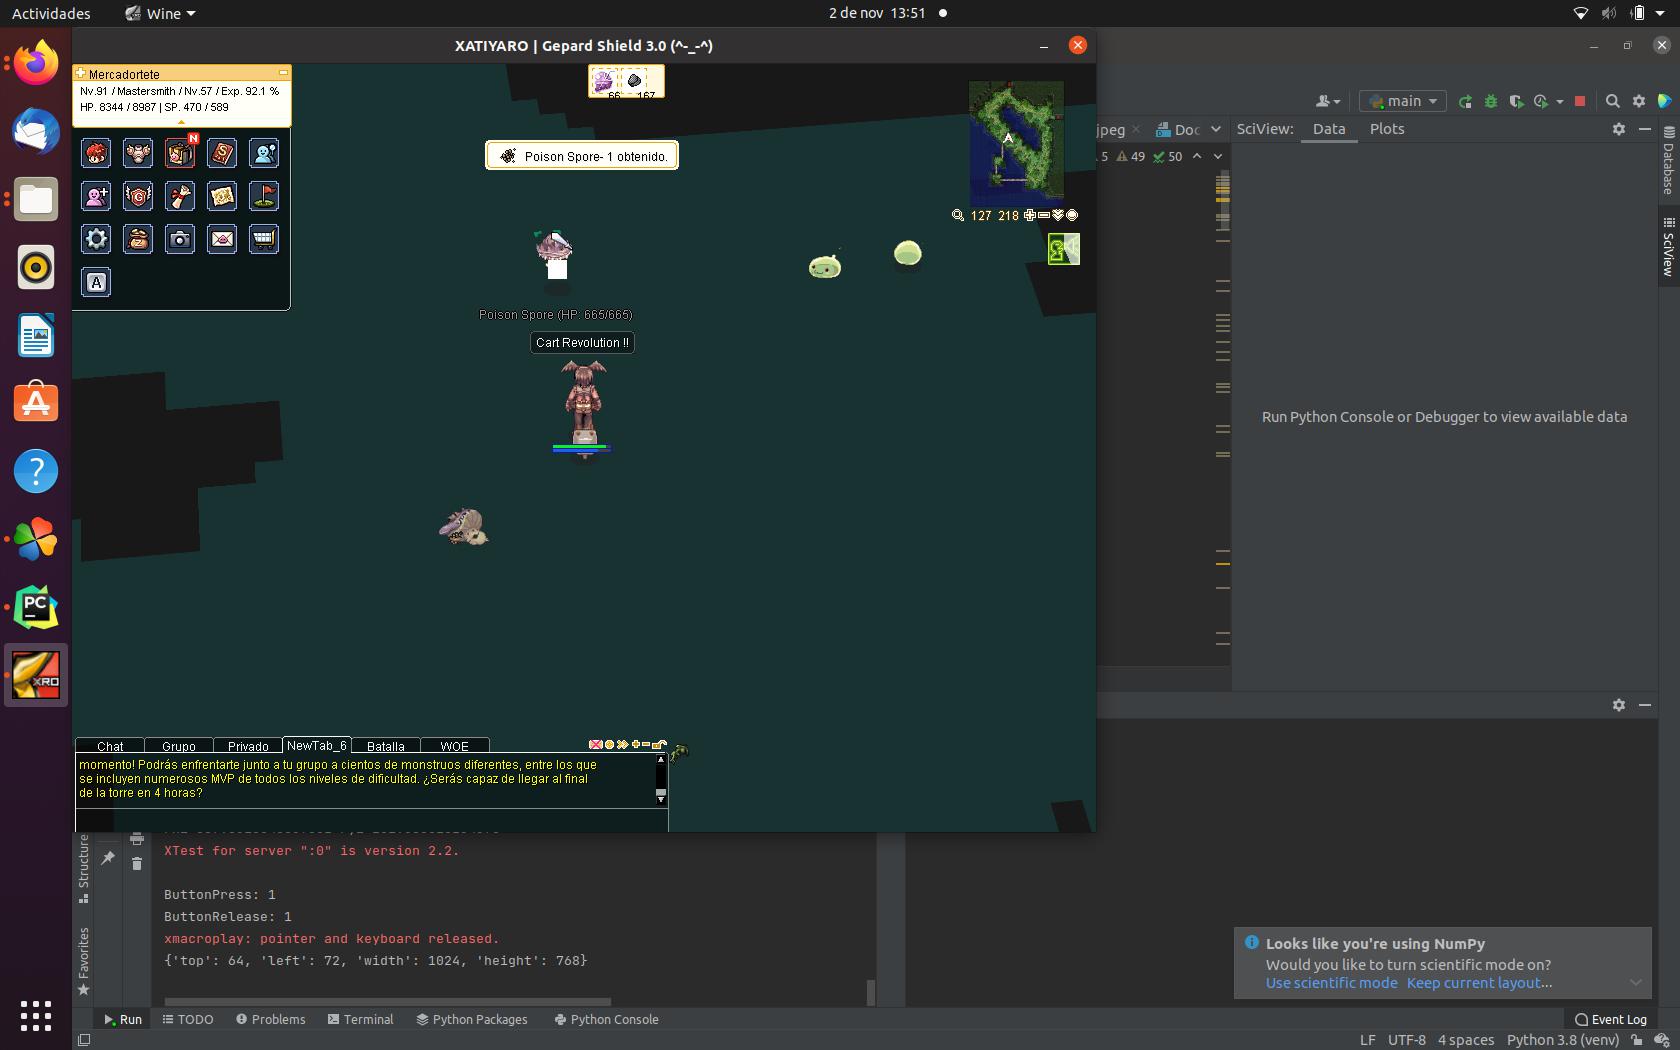 Actividades
Wine
2 de nov 13:51
XATIYARO | Gepard Shield 3.0 (^-_-^)
Mercadortete
Nv.91 / Mastersmith / Nv.57 / Exp. 92.1 %
HP. 8344 / 8987 | SP. 470 / 589
N
A
66
167
Poison Spore- 1 obtenido.
127 218
Poison Spore (HP: 665/665)
Cart Revolution !!
Chat
Grupo
Privado
NewTab_6
Batalla
WOE
momento! Podrás enfrentarte junto a tu grupo a cientos de monstruos diferentes, entre los que
se incluyen numerosos MVP de todos los niveles de dificultad. ¿Serás capaz de llegar al final
de la torre en 4 horas?
main
jpeg
Doc
SciView:
Data
Plots
5
49
50
Database
SciView
Run Python Console or Debugger to view available data
PC
XRO
Structure
Favorites
XTest for server ":0" is version 2.2.
ButtonPress: 1
ButtonRelease: 1
xmacroplay: pointer and keyboard released.
{'top': 64, 'left': 72, 'width': 1024, 'height': 768}
Looks like you're using NumPy
Would you like to turn scientific mode on?
Use scientific mode Keep current layout...
Run
TODO
Problems
Terminal
Python Packages
Python Console
Event Log
LF UTF-8 4 spaces Python 3.8 (venv)